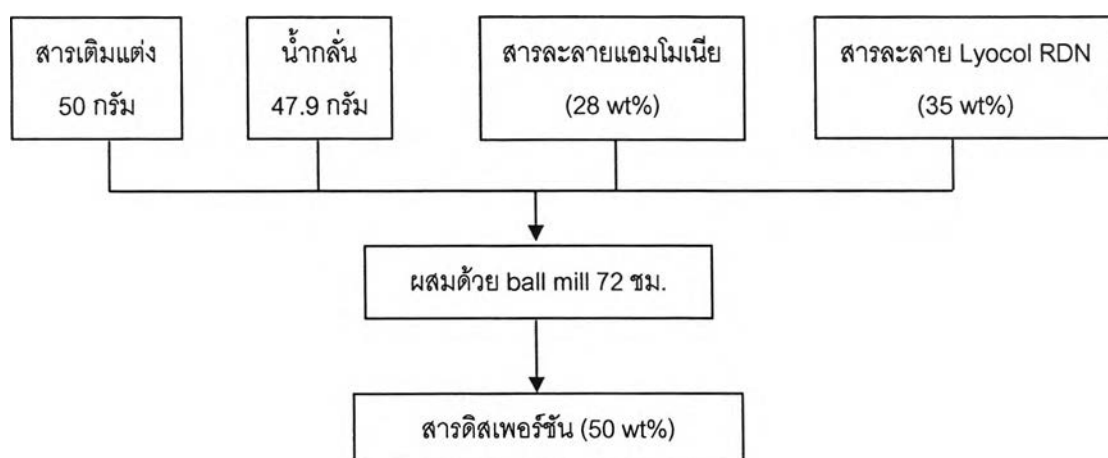 สารเติมแต่ง
50 กรัม
น้ำกลั่น
47.9 กรัม
สารละลายแอมโมเนีย
(28 wt%)
สารละลาย Lyocol RDN
(35 wt%)
ผสมด้วย ball mill 72 ชม.
สารดิสเพอร์ชัน (50 wt%)